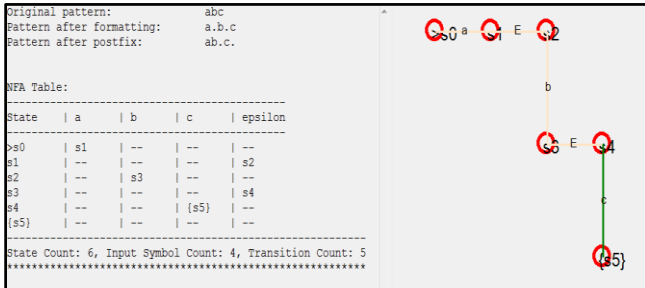 Original pattern: abc
Pattern after formatting: a.b.c
Pattern after postfix: ab.c.
NFA Table:
------------------------------------------------
State | a | b | c | epsilon
------------------------------------------------
>s0 | s1 | -- | -- | --
s1 | -- | -- | -- | s2
s2 | -- | s3 | -- | --
s3 | -- | -- | -- | s4
s4 | -- | -- | {s5} | --
{s5} | -- | -- | -- | --
--------------------------------------------------------------
State Count: 6, Input Symbol Count: 4, Transition Count: 5
**************************************************************
>s0 a s1 E s2
b
E s4
c
{s5}